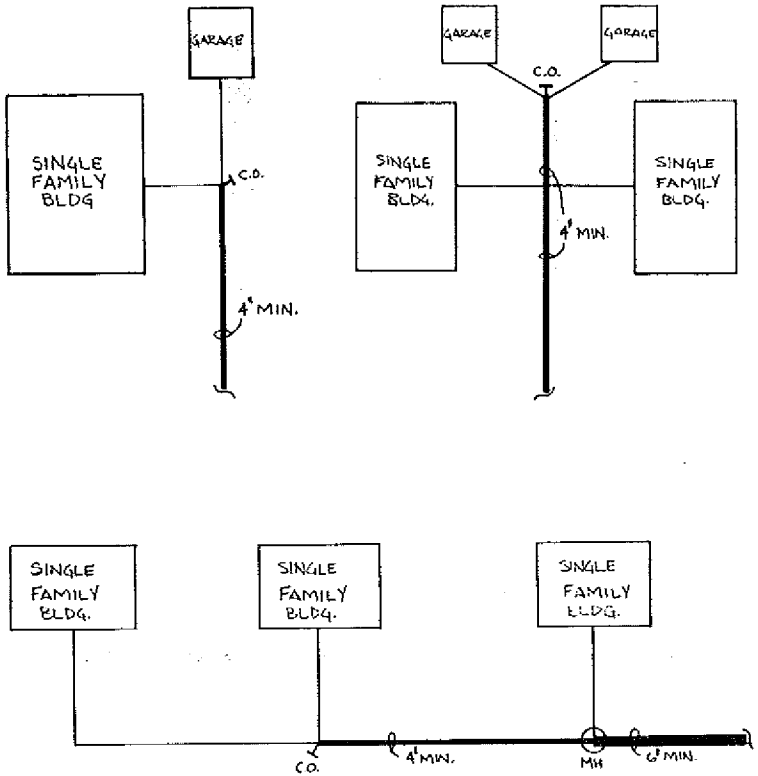 GARAGE
SINGLE
FAMILY
BLDG
C.O.
4" MIN.
GARAGE
GARAGE
C.O.
SINGLE
FAMILY
BLDG.
SINGLE
FAMILY
BLDG.
4" MIN.
SINGLE
FAMILY
BLDG.
SINGLE
FAMILY
BLDG.
SINGLE
FAMILY
BLDG.
C.O.
4" MIN.
MH
6" MIN.